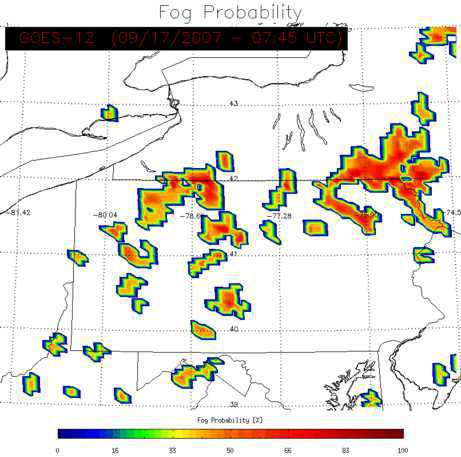 Fog Probability
GOES-12 (09/17/2007 - 07:45 UTC)
43
42
-81.42 -80.04 -78.66 -77.28 -74.5
41
40
39
Fog Probability [%]
0 16 33 50 66 83 100